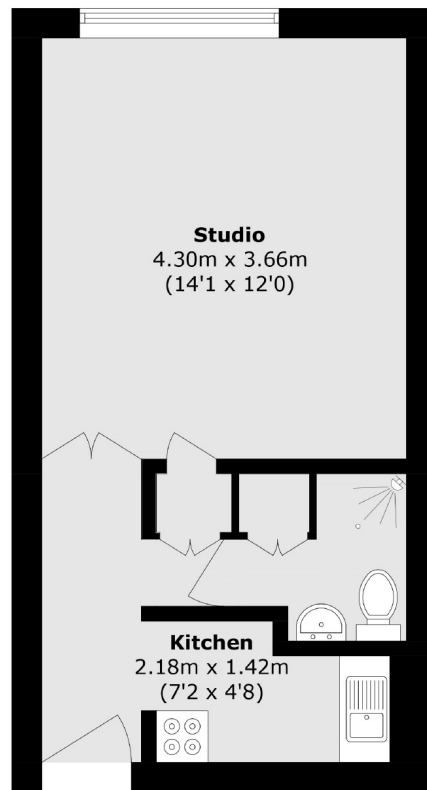 Studio
4.30m x 3.66m
(14'1 x 12'0)
Kitchen
2.18m x 1.42m
(7'2 x 4'8)